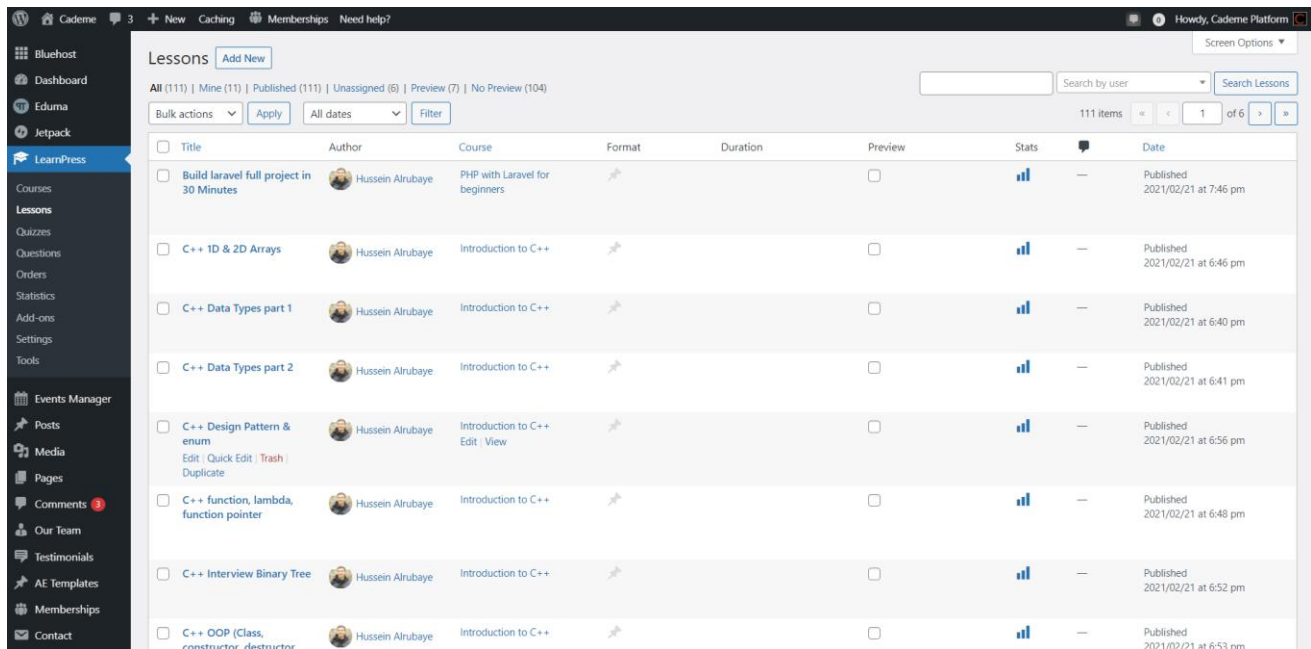 Cademe 3 New Caching Memberships Need help? 0 Howdy, Cademe Platform
Screen Options ▼
Bluehost
Dashboard
Eduma
Jetpack
LearnPress
Courses
Lessons
Quizzes
Questions
Orders
Statistics
Add-ons
Settings
Tools
Events Manager
Posts
Media
Pages
Comments 3
Our Team
Testimonials
AE Templates
Memberships
Contact
Lessons Add New
All (111) | Mine (11) | Published (111) | Unassigned (6) | Preview (7) | No Preview (104)
Search by user Search Lessons
Bulk actions Apply All dates Filter
111 items « ‹ 1 of 6 › »
Title Author Course Format Duration Preview Stats Date
Build laravel full project in
30 Minutes
Hussein Alrubaye
PHP with Laravel for
beginners
—
Published
2021/02/21 at 7:46 pm
C++ 1D & 2D Arrays
Hussein Alrubaye
Introduction to C++
—
Published
2021/02/21 at 6:46 pm
C++ Data Types part 1
Hussein Alrubaye
Introduction to C++
—
Published
2021/02/21 at 6:40 pm
C++ Data Types part 2
Hussein Alrubaye
Introduction to C++
—
Published
2021/02/21 at 6:41 pm
C++ Design Pattern &
enum
Edit | Quick Edit | Trash |
Duplicate
Hussein Alrubaye
Introduction to C++
Edit | View
—
Published
2021/02/21 at 6:56 pm
C++ function, lambda,
function pointer
Hussein Alrubaye
Introduction to C++
—
Published
2021/02/21 at 6:48 pm
C++ Interview Binary Tree
Hussein Alrubaye
Introduction to C++
—
Published
2021/02/21 at 6:52 pm
C++ OOP (Class,
constructor, destructor
Hussein Alrubaye
Introduction to C++
—
Published
2021/02/21 at 6:53 pm